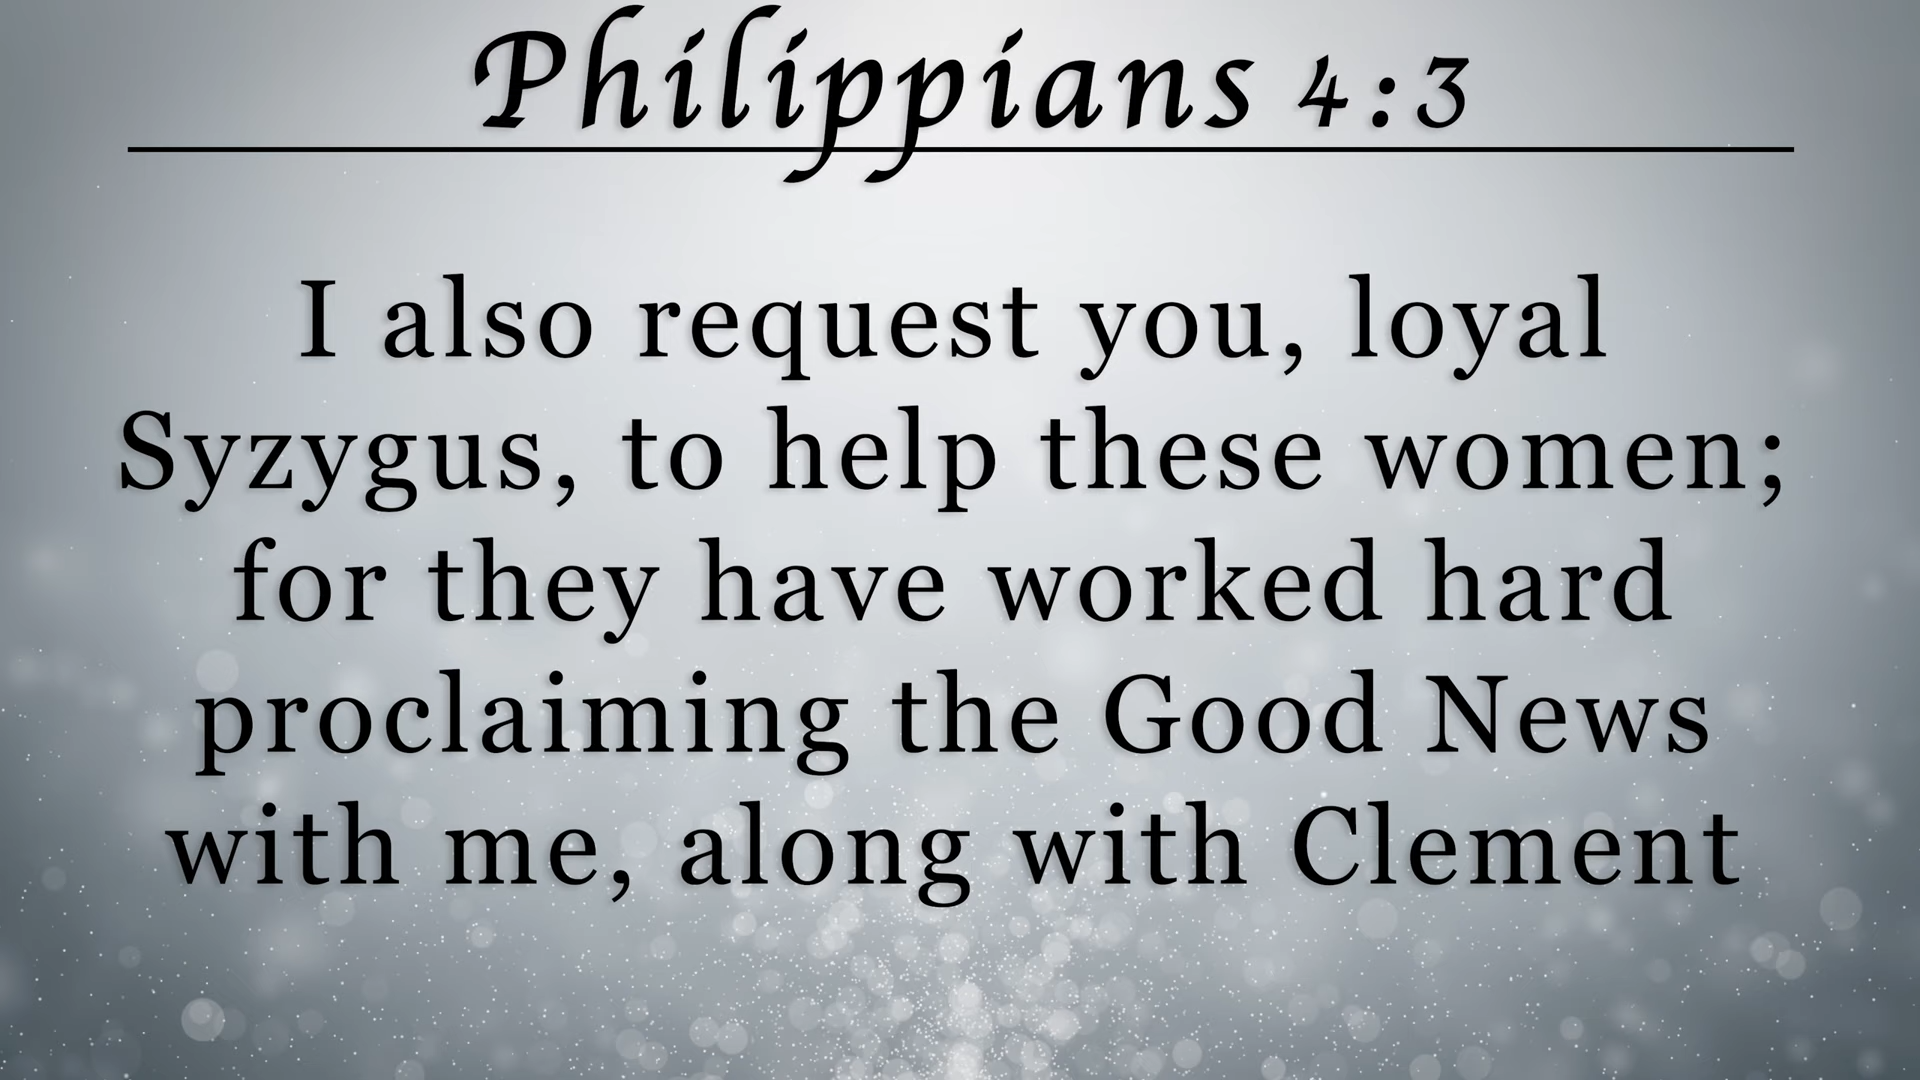 Philippians 4:3
I also request you, loyal
Syzygus, to help these women;
for they have worked hard
proclaiming the Good News
with me, along with Clement